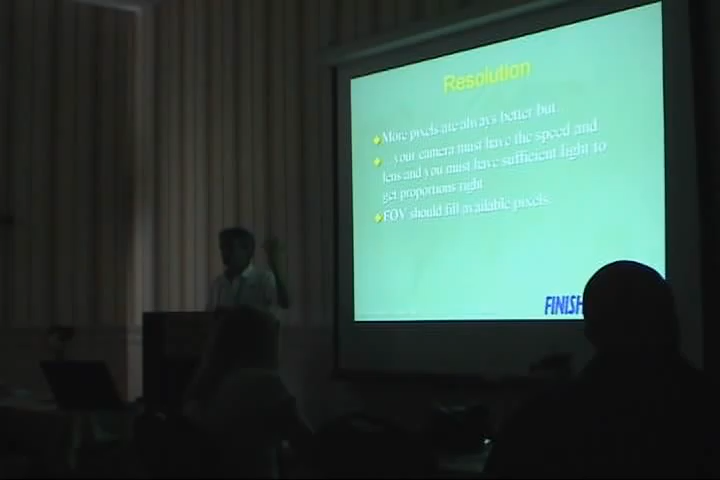 Resolution
More pixels are always better but
... your camera must have the speed and
lens and you must have sufficient light to
get proportions right
FOV should fill available pixels
FINISH